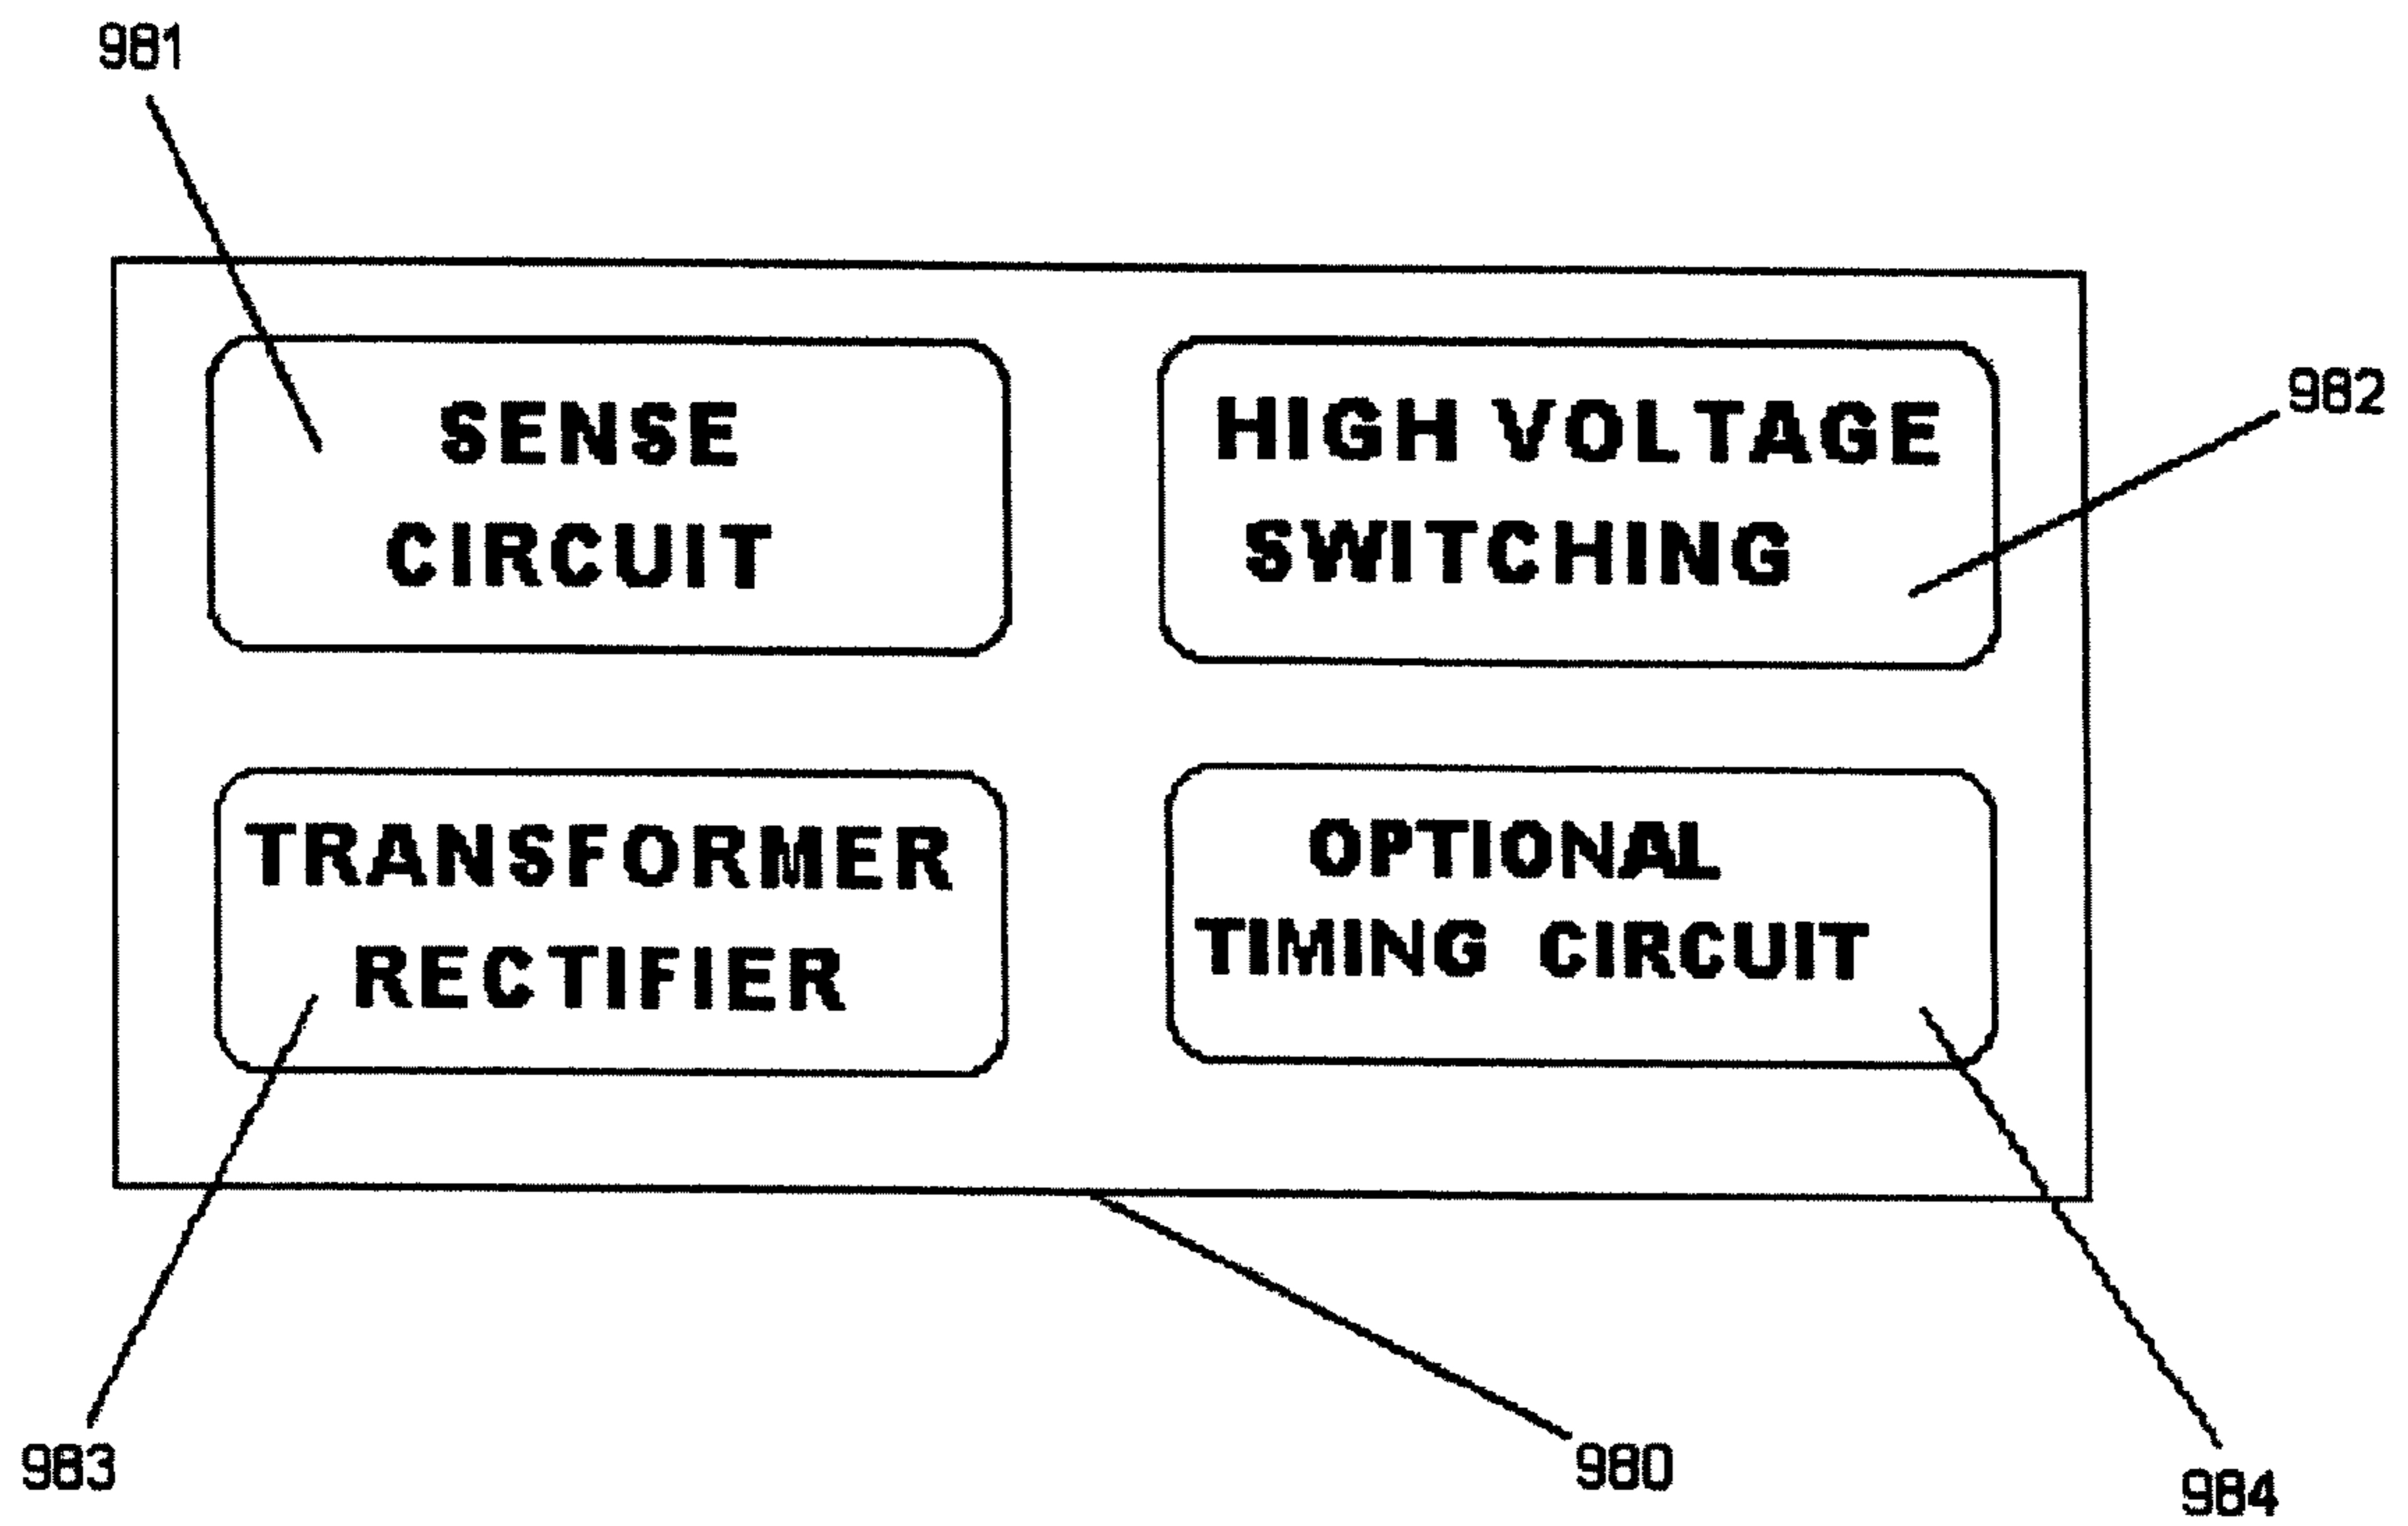 981
SENSE
CIRCUIT
HIGH VOLTAGE
SWITCHING
982
TRANSFORMER
RECTIFIER
OPTIONAL
TIMING CIRCUIT
983
980
984